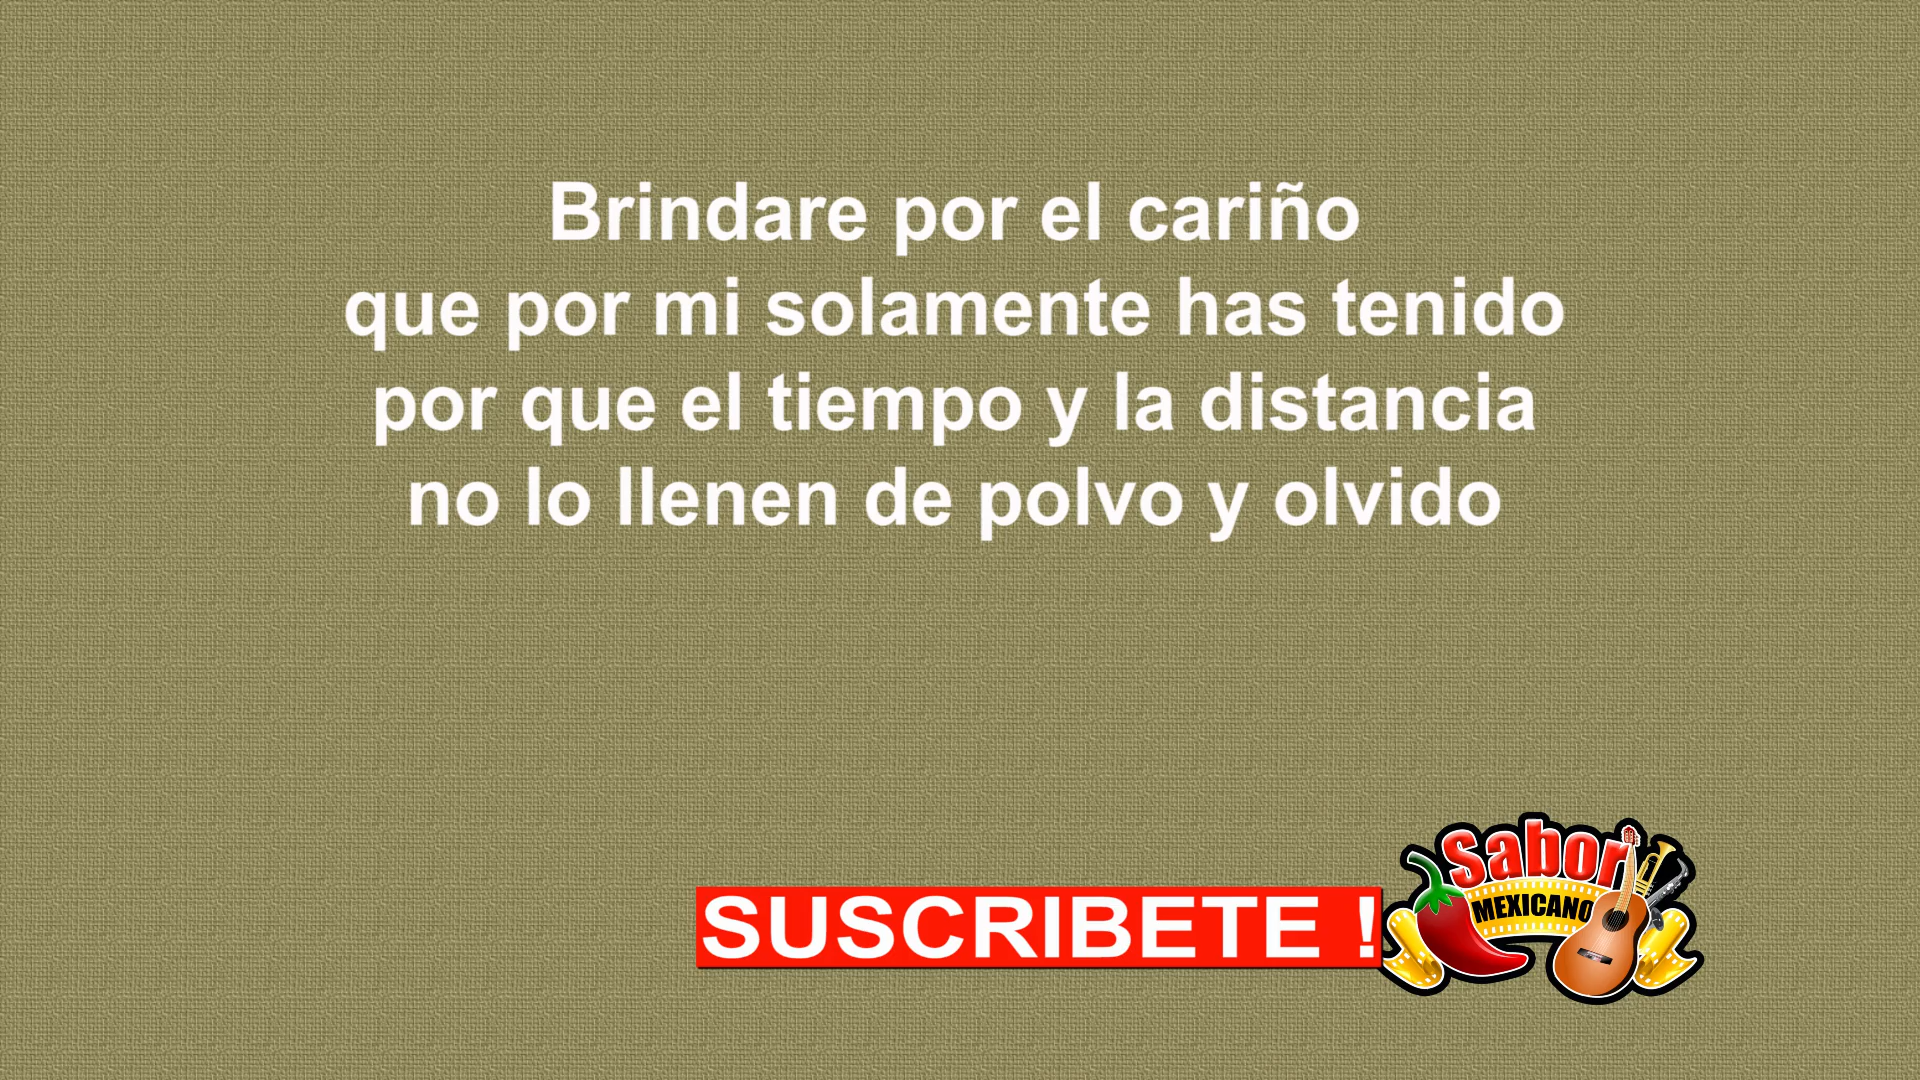 Brindare por el cariño
que por mi solamente has tenido
por que el tiempo y la distancia
no lo llenen de polvo y olvido
SUSCRIBETE !
Sabor
MEXICANO